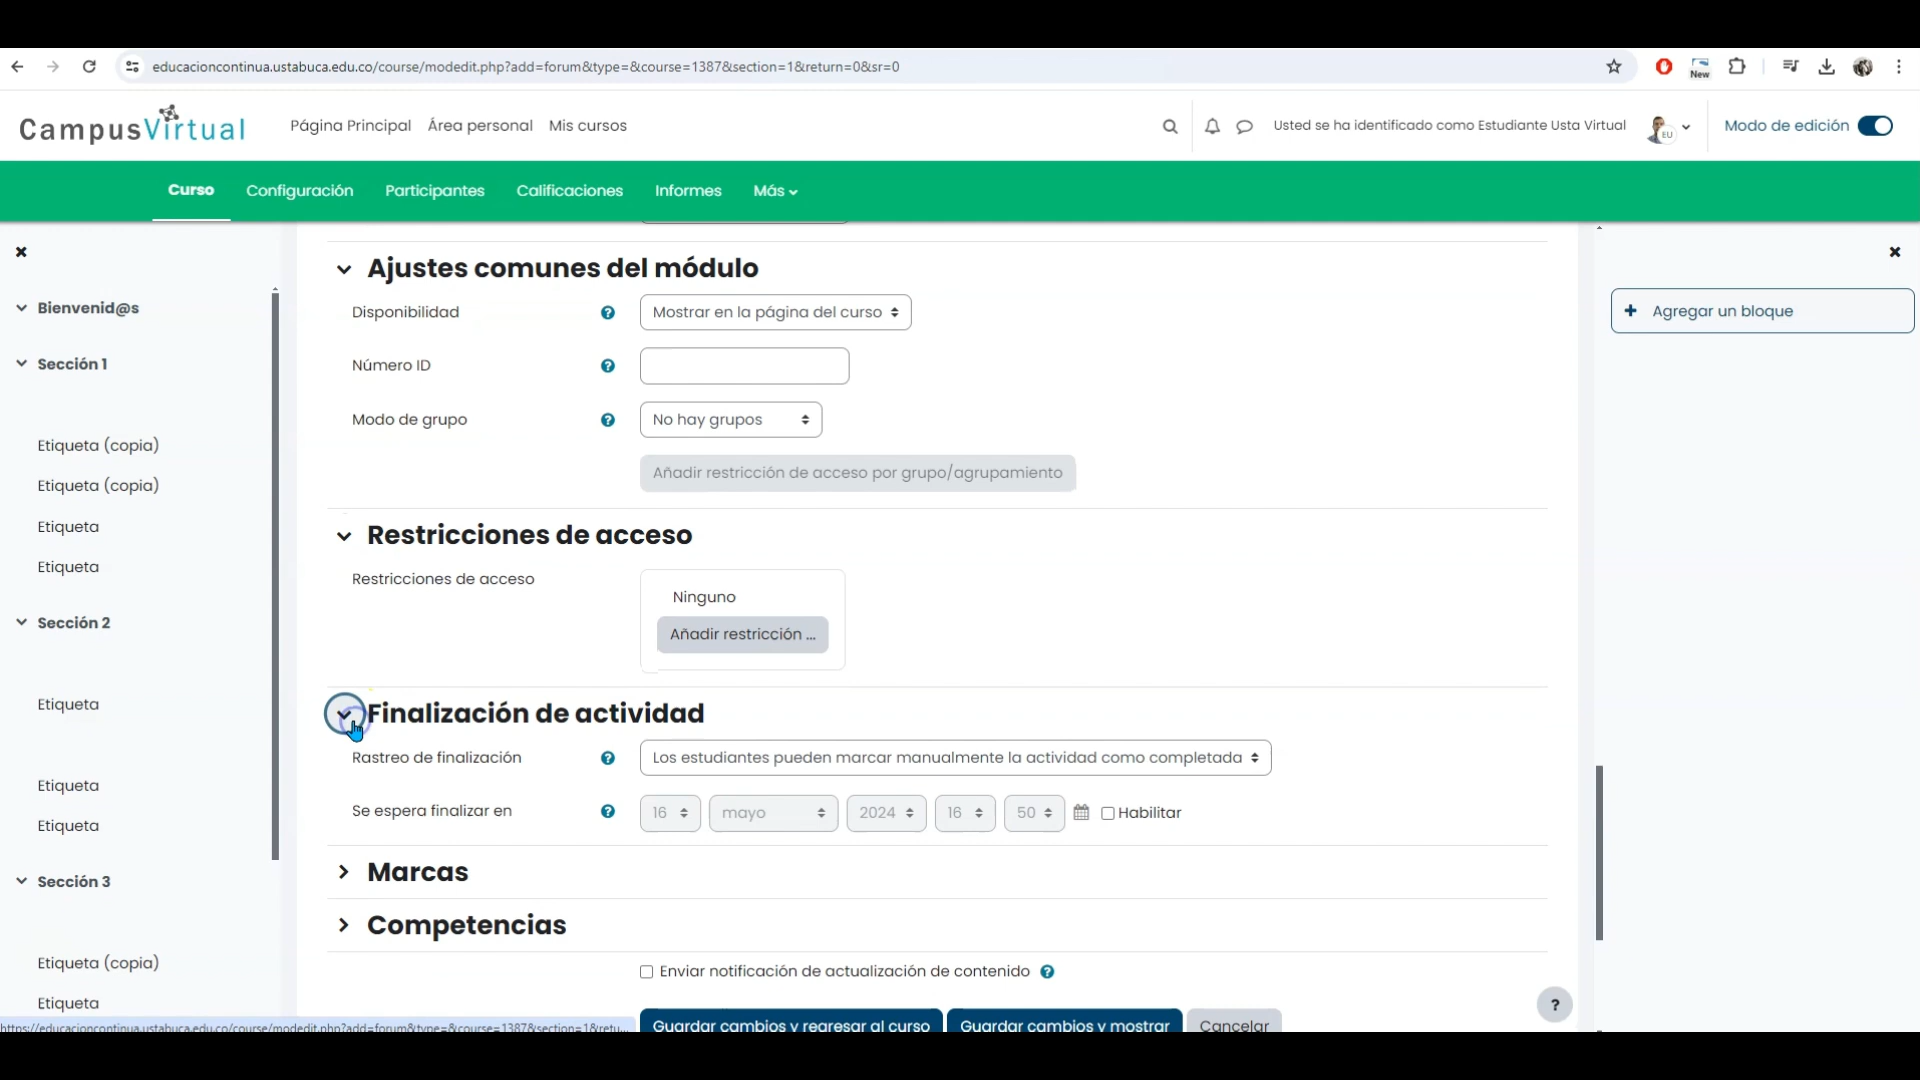 educacioncontinua.ustabuca.edu.co/course/modedit.php?add=forum&type=&course=1387&section=1&return=0&sr=0
New
CampusVirtual
Página Principal Área personal Mis cursos
Usted se ha identificado como Estudiante Usta Virtual
EU
Modo de edición
Curso Configuración Participantes Calificaciones Informes Más
Bienvenid@s
Sección 1
Etiqueta (copia)
Etiqueta (copia)
Etiqueta
Etiqueta
Sección 2
Etiqueta
Etiqueta
Etiqueta
Sección 3
Etiqueta (copia)
Etiqueta
Ajustes comunes del módulo
Disponibilidad ? Mostrar en la página del curso
Número ID ?
Modo de grupo ? No hay grupos
Añadir restricción de acceso por grupo/agrupamiento
Restricciones de acceso
Restricciones de acceso
Ninguno
Añadir restricción ...
Finalización de actividad
Rastreo de finalización ? Los estudiantes pueden marcar manualmente la actividad como completada
Se espera finalizar en ? 16 mayo 2024 16 50 Habilitar
Marcas
Competencias
Enviar notificación de actualización de contenido ?
Guardar cambios y regresar al curso Guardar cambios y mostrar Cancelar
+ Agregar un bloque
?
https://educacioncontinua.ustabuca.edu.co/course/modedit.php?add=forum&type=&course=1387&section=1&retu...